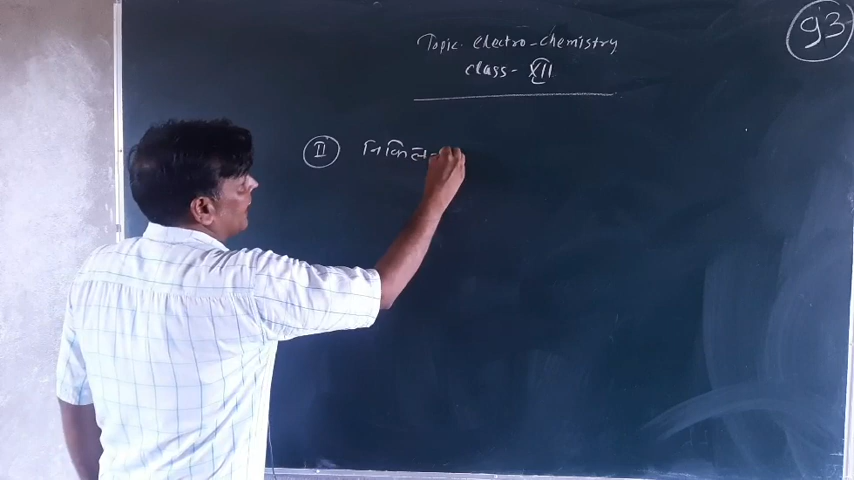 93
Topic. electro-chemistry
class- XII
II निकिल-